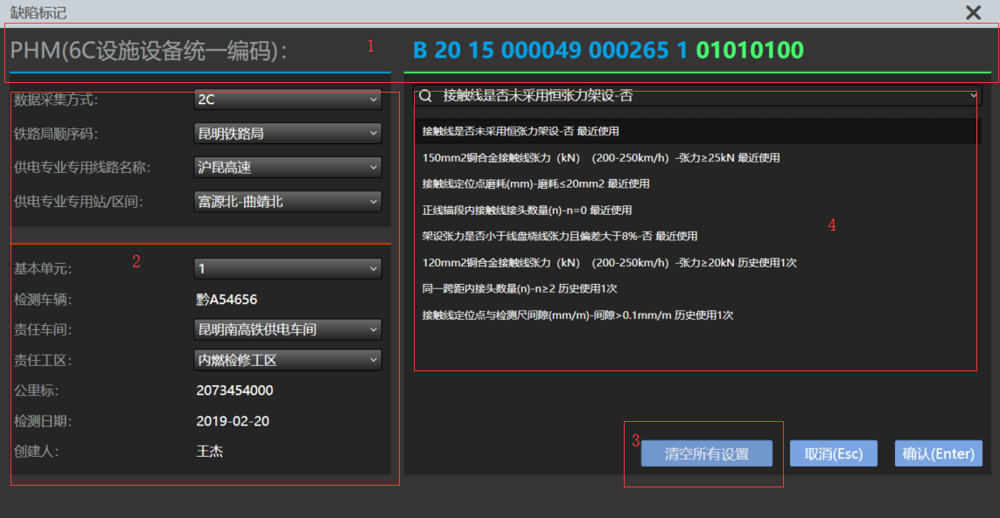 缺陷标记
PHM(6C设施设备统一编码): 1 B 20 15 000049 000265 1 01010100
数据采集方式: 2C
铁路局顺序码: 昆明铁路局
供电专业专用线路名称: 沪昆高速
供电专业专用站/区间: 富源北-曲靖北
2
基本单元: 1
检测车辆: 黔A54656
责任车间: 昆明南高铁供电车间
责任工区: 内燃检修工区
公里标: 2073454000
检测日期: 2019-02-20
创建人: 王杰
接触线是否未采用恒张力架设-否
接触线是否未采用恒张力架设-否 最近使用
150mm2铜合金接触线张力（kN）（200-250km/h）-张力≥25kN 最近使用
接触线定位点磨耗(mm)-磨耗≤20mm2 最近使用
正线锚段内接触线接头数量(n)-n=0 最近使用
4
架设张力是否小于线盘绕线张力且偏差大于8%-否 最近使用
120mm2铜合金接触线张力（kN）（200-250km/h）-张力≥20kN 历史使用1次
同一跨距内接头数量(n)-n≥2 历史使用1次
接触线定位点与检测尺间隙(mm/m)-间隙>0.1mm/m 历史使用1次
3 清空所有设置 取消(Esc) 确认(Enter)